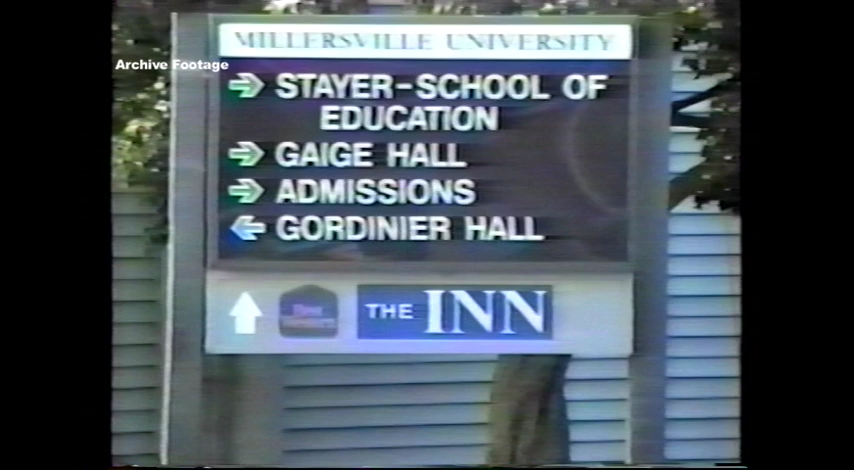 MILLERSVILLE UNIVERSITY
Archive Footage
STAYER-SCHOOL OF
EDUCATION
GAIGE HALL
ADMISSIONS
GORDINIER HALL
THE INN